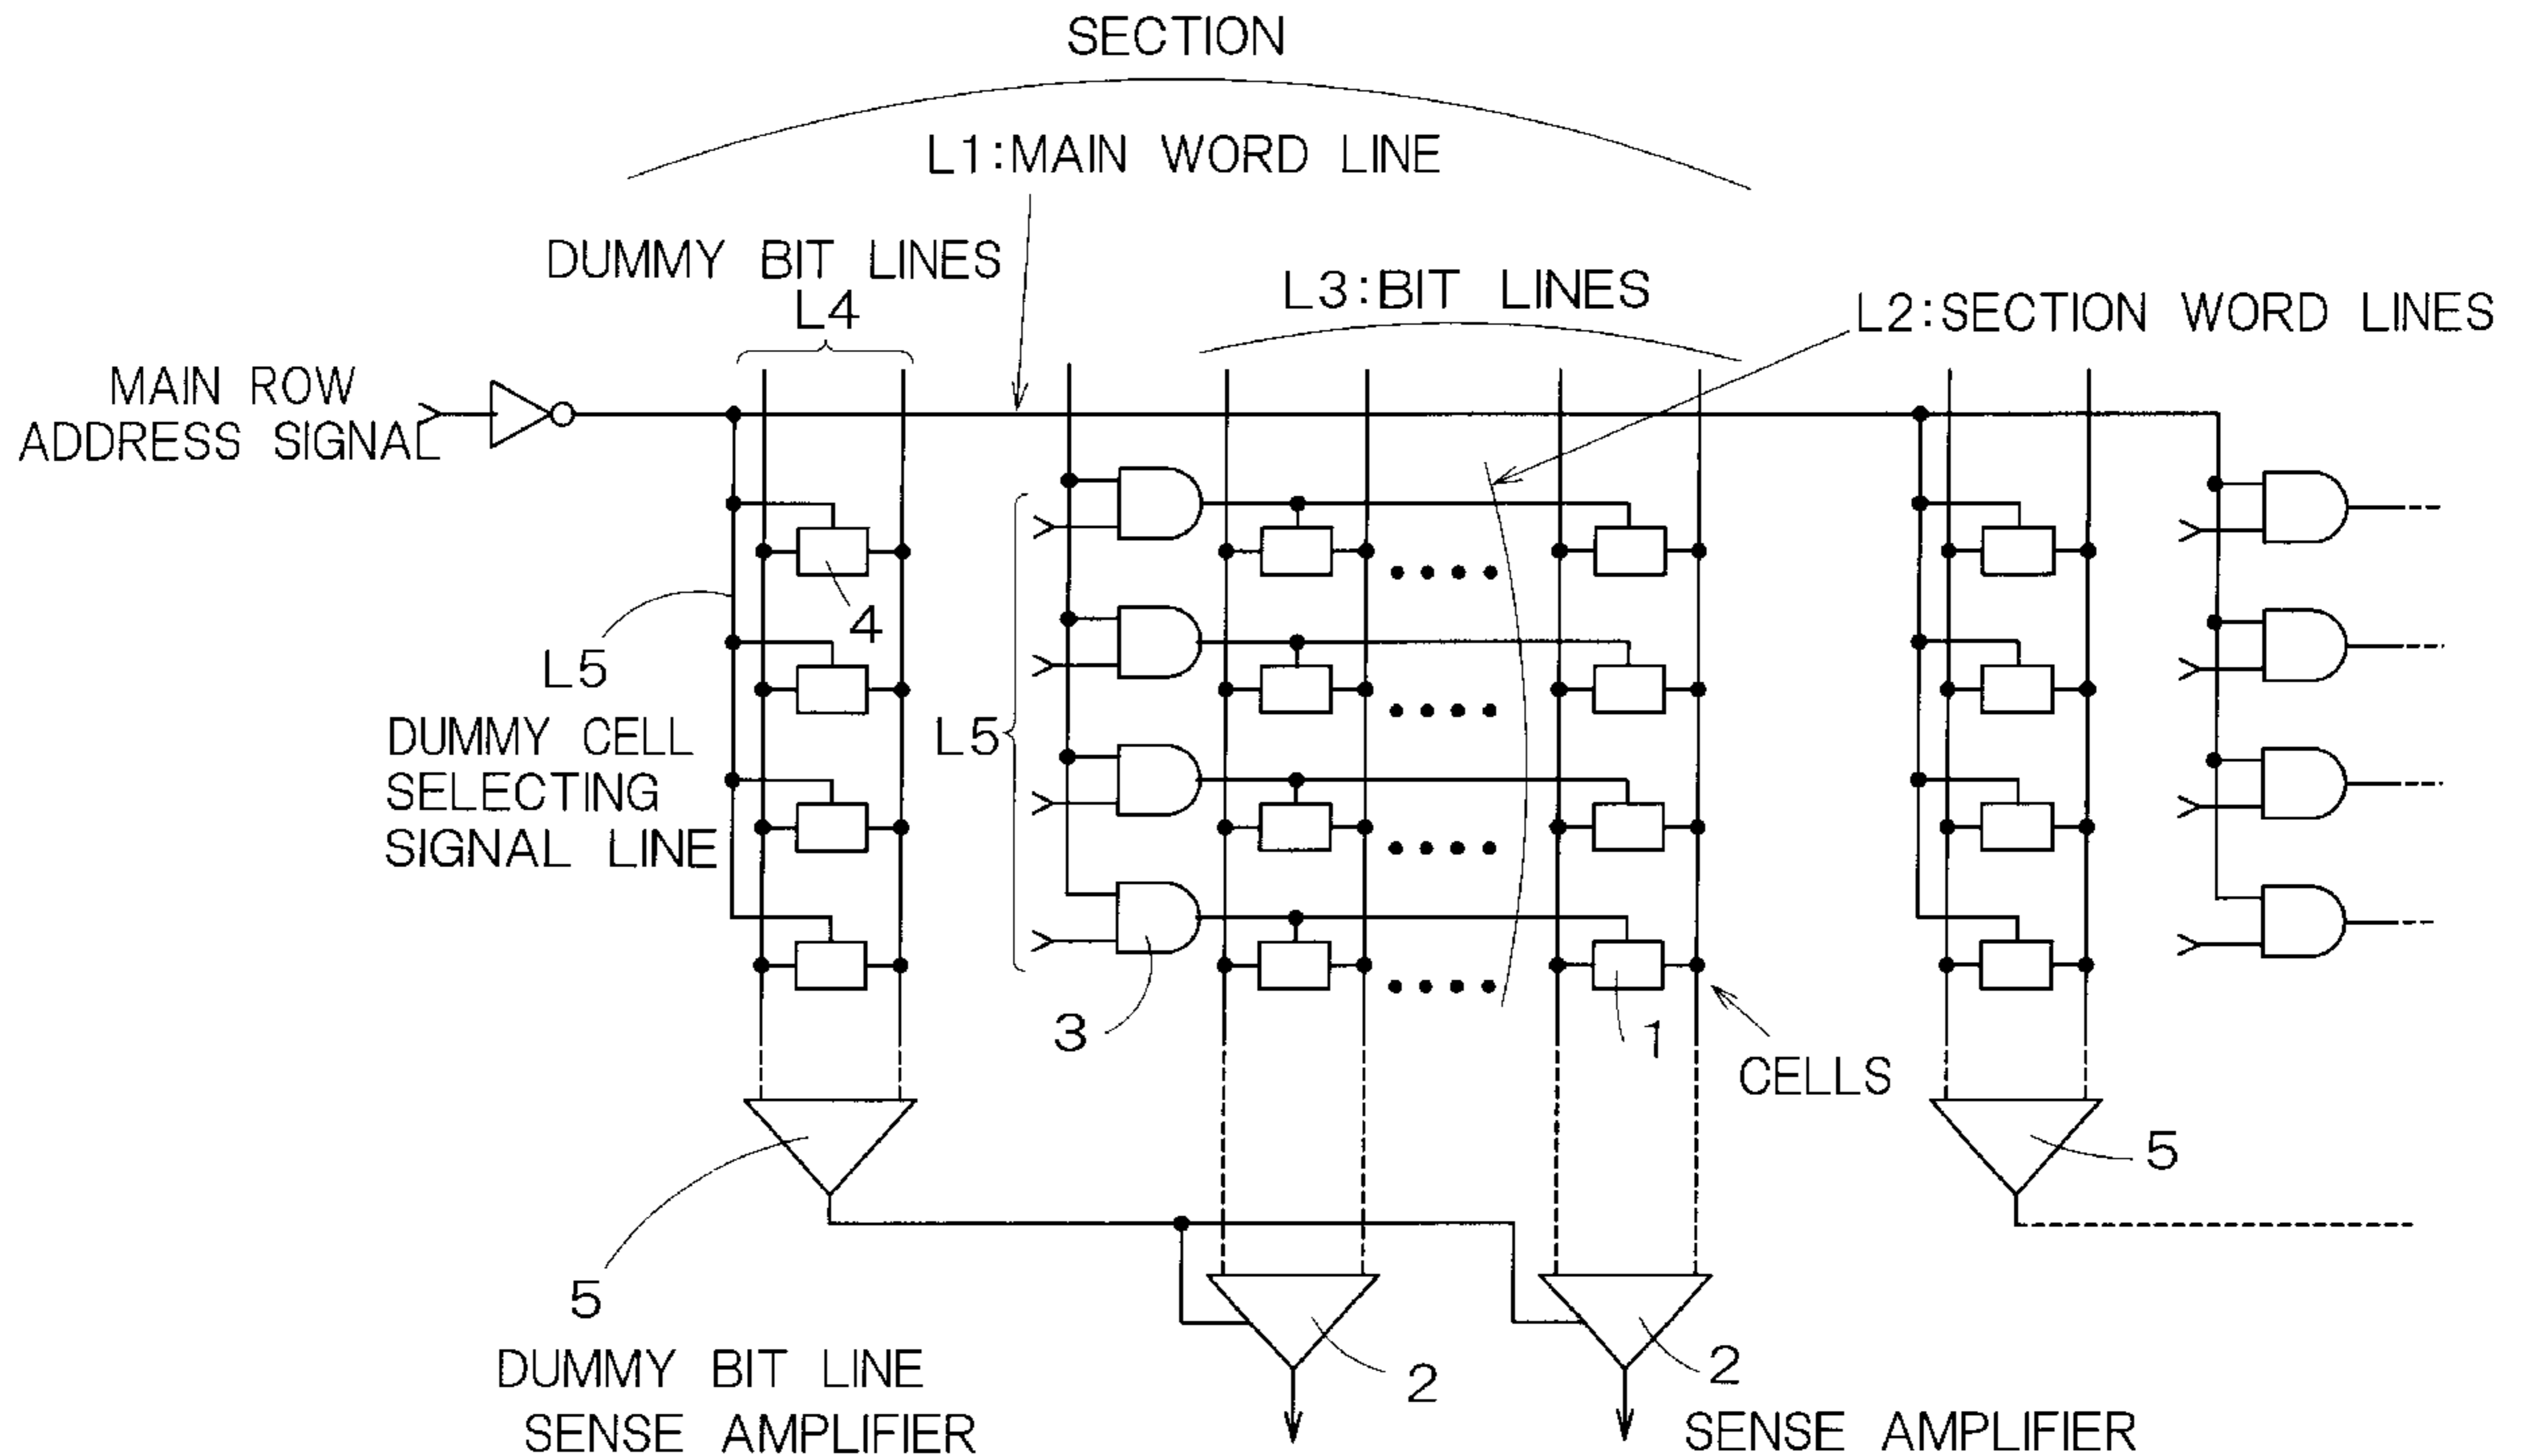 SECTION
L1:MAIN WORD LINE
DUMMY BIT LINES
L4
L3:BIT LINES
L2:SECTION WORD LINES
MAIN ROW
ADDRESS SIGNAL
4
L5
L5
DUMMY CELL
SELECTING
SIGNAL LINE
3
1
CELLS
5
5
2
2
DUMMY BIT LINE
SENSE AMPLIFIER
SENSE AMPLIFIER